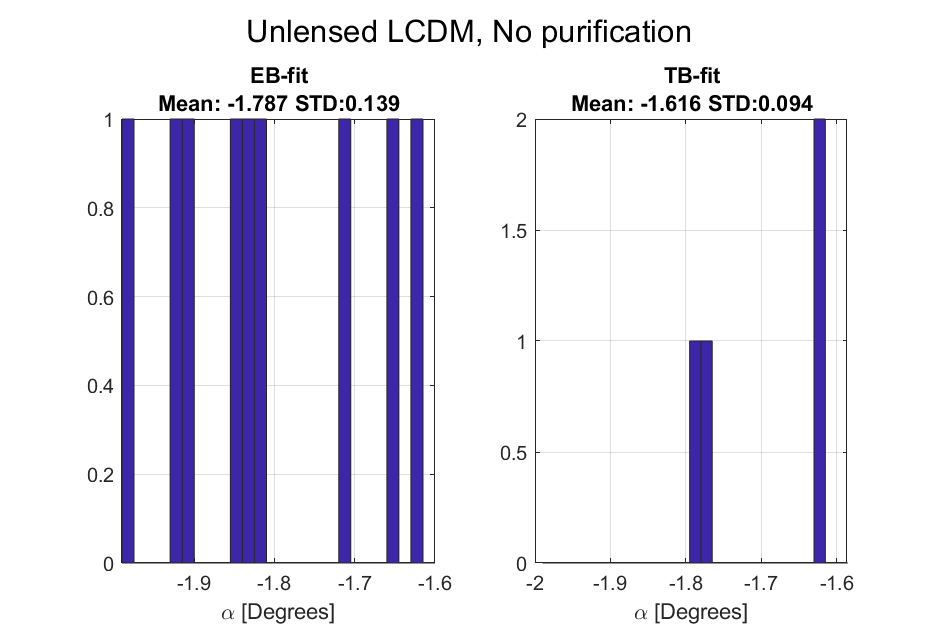 Unlensed LCDM, No purification
EB-fit
Mean: -1.787 STD:0.139
1
0.8
0.6
0.4
0.2
0
-1.9 -1.8 -1.7 -1.6
α [Degrees]
TB-fit
Mean: -1.616 STD:0.094
2
1.5
1
0.5
0
-2 -1.9 -1.8 -1.7 -1.6
α [Degrees]